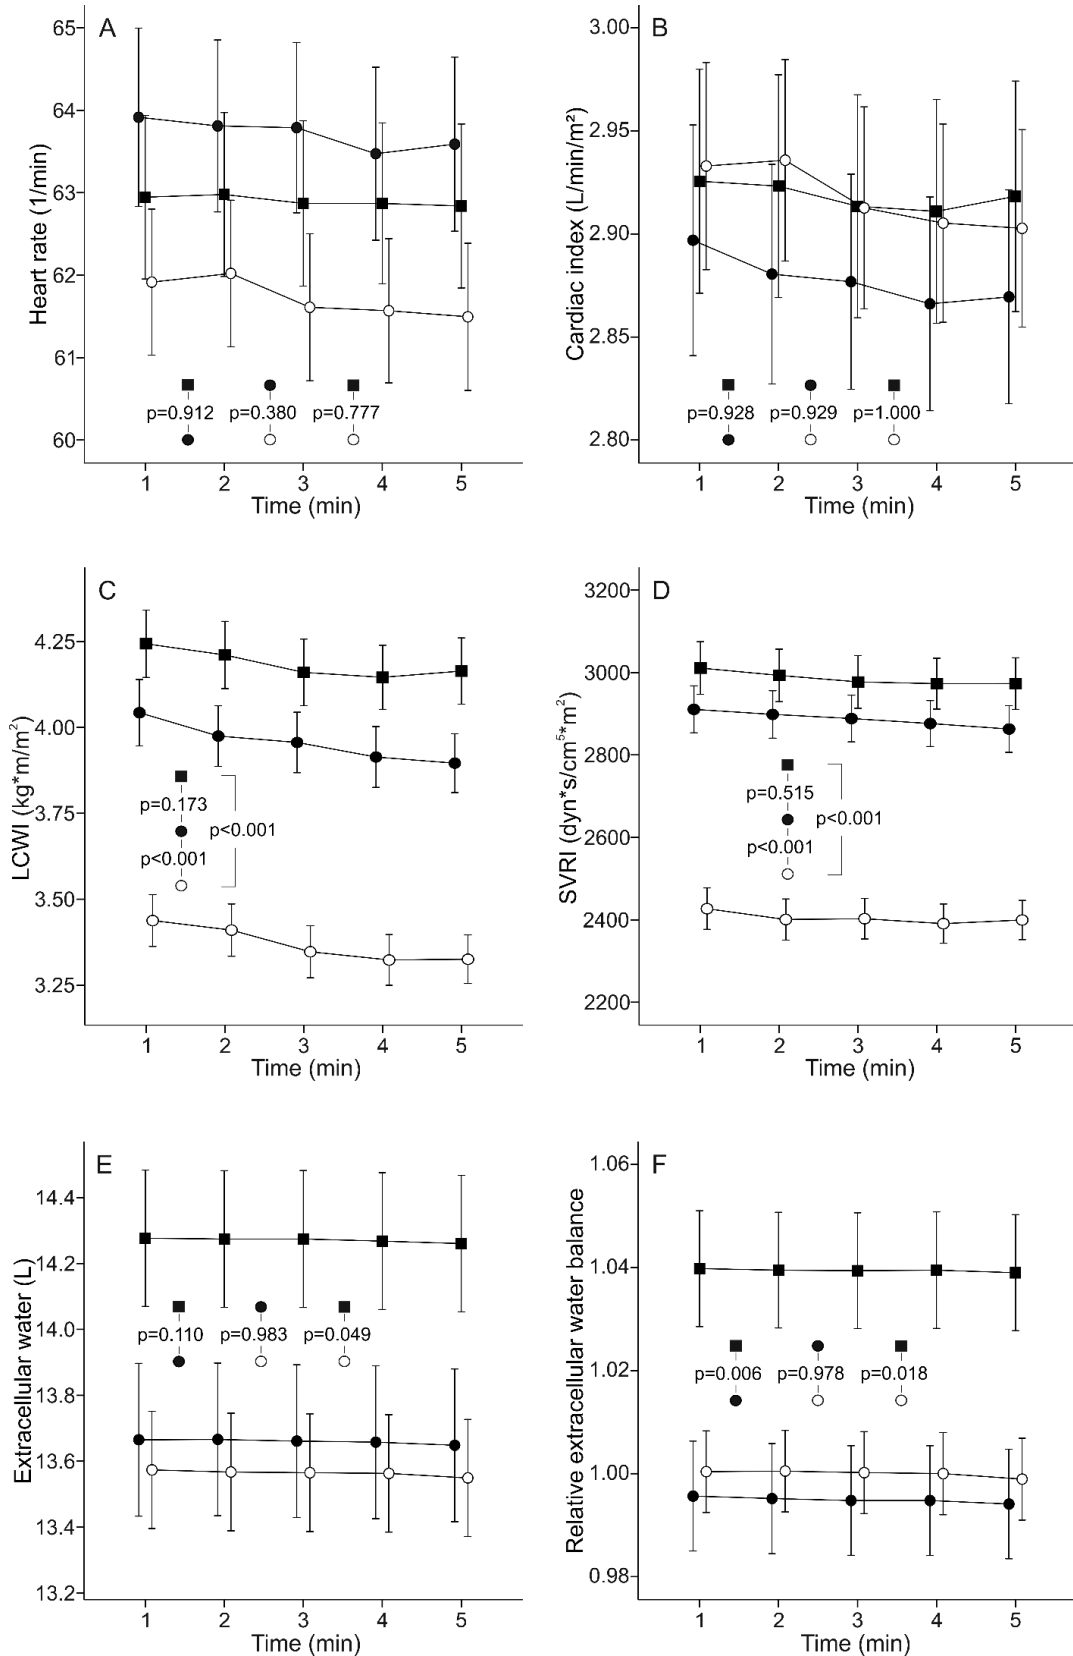 A
Heart rate (1/min)
65
64
63
62
61
60
p=0.912 p=0.380 p=0.777
1 2 3 4 5
Time (min)
B
Cardiac index (L/min/m²)
3.00
2.95
2.90
2.85
2.80
p=0.928 p=0.929 p=1.000
1 2 3 4 5
Time (min)
C
LCWI (kg*m/m²)
4.25
4.00
3.75
3.50
3.25
p=0.173
p<0.001
p<0.001
1 2 3 4 5
Time (min)
D
SVRI (dyn*s/cm⁵*m²)
3200
3000
2800
2600
2400
2200
p=0.515
p<0.001
p<0.001
1 2 3 4 5
Time (min)
E
Extracellular water (L)
14.4
14.2
14.0
13.8
13.6
13.4
13.2
p=0.110 p=0.983 p=0.049
1 2 3 4 5
Time (min)
F
Relative extracellular water balance
1.06
1.04
1.02
1.00
0.98
p=0.006 p=0.978 p=0.018
1 2 3 4 5
Time (min)